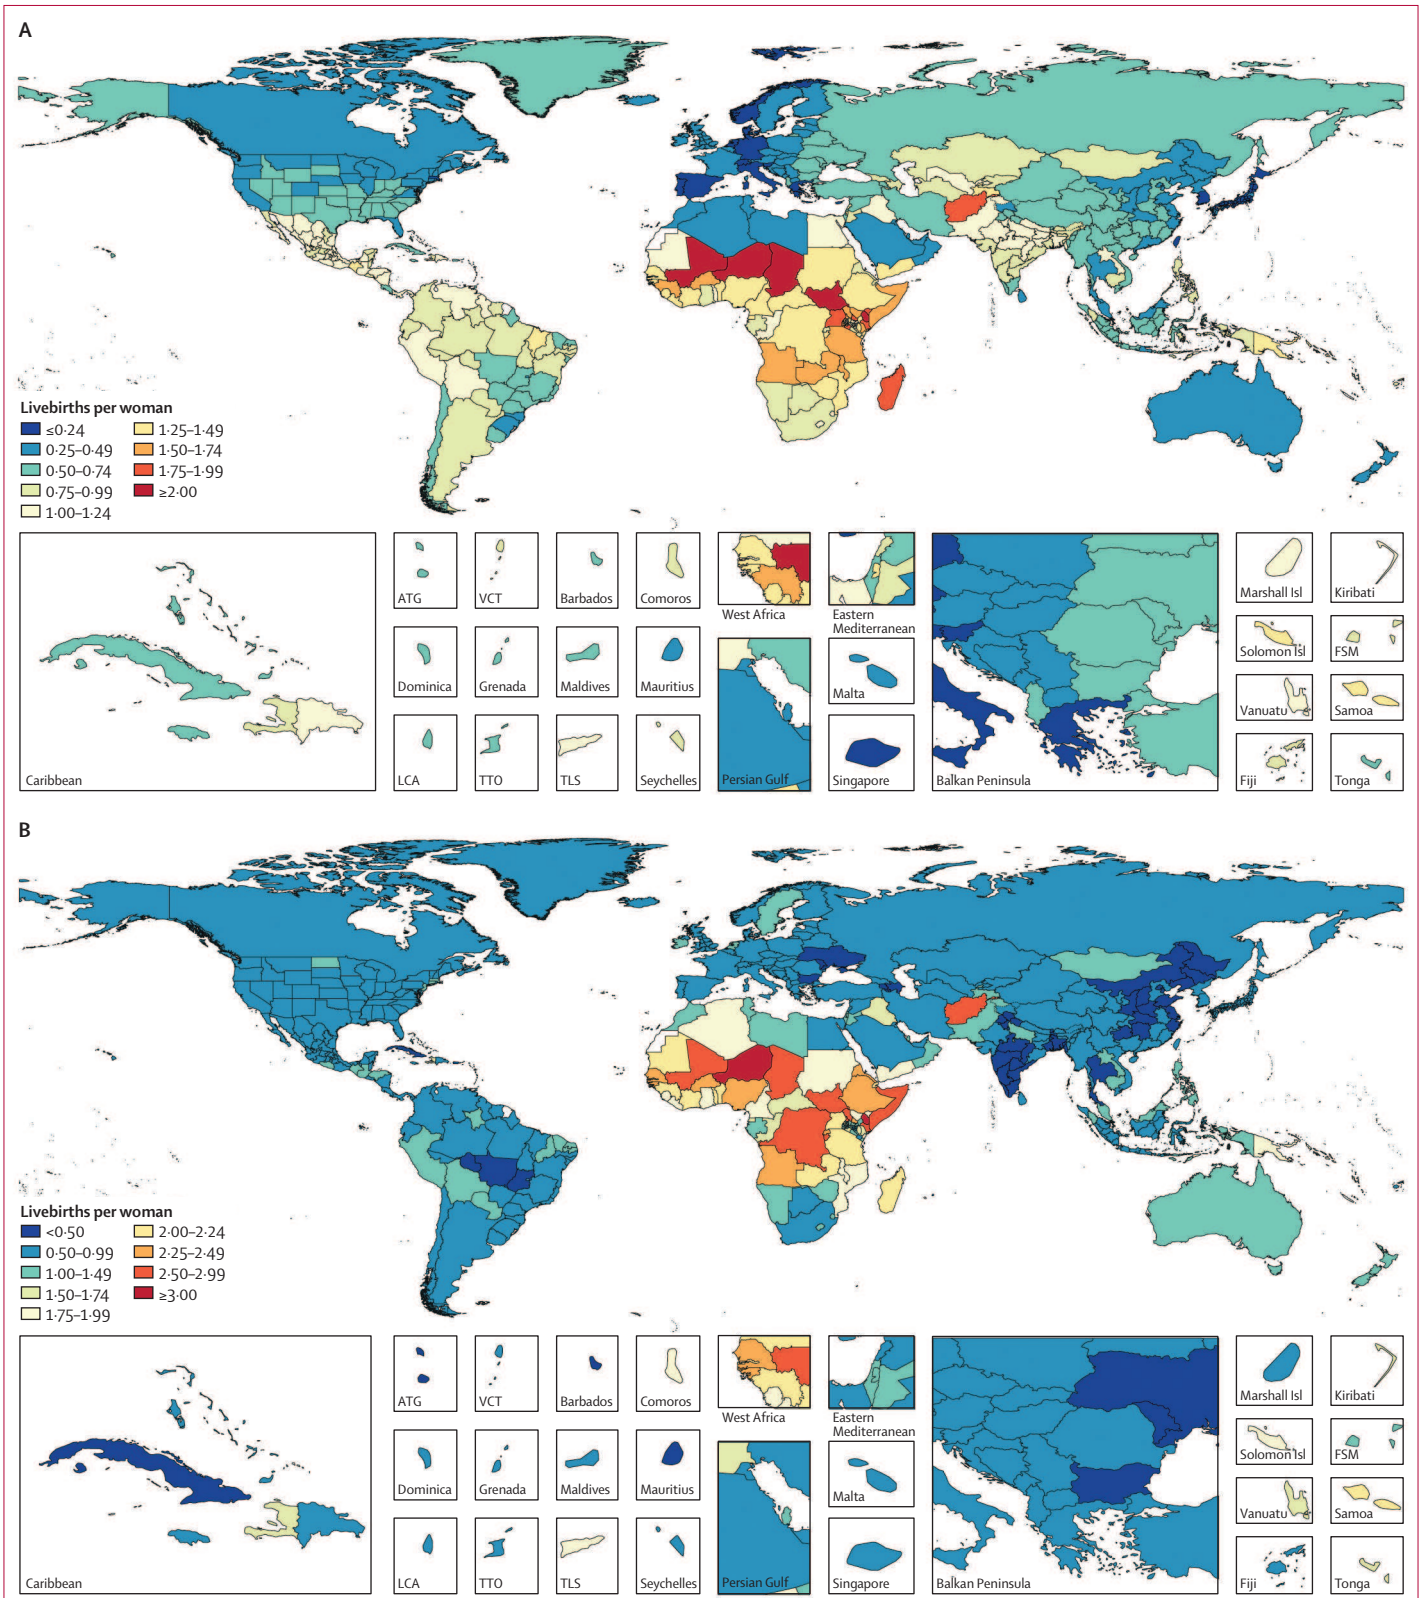 A
Livebirths per woman
≤0·24
0·25–0·49
0·50–0·74
0·75–0·99
1·00–1·24
1·25–1·49
1·50–1·74
1·75–1·99
≥2·00
Caribbean
ATG
VCT
Barbados
Comoros
Dominica
Grenada
Maldives
Mauritius
LCA
TTO
TLS
Seychelles
West Africa
Persian Gulf
Eastern
Mediterranean
Malta
Singapore
Balkan Peninsula
Marshall Isl
Kiribati
Solomon Isl
FSM
Vanuatu
Samoa
Fiji
Tonga
B
Livebirths per woman
<0·50
0·50–0·99
1·00–1·49
1·50–1·74
1·75–1·99
2·00–2·24
2·25–2·49
2·50–2·99
≥3·00
Caribbean
ATG
VCT
Barbados
Comoros
Dominica
Grenada
Maldives
Mauritius
LCA
TTO
TLS
Seychelles
West Africa
Persian Gulf
Eastern
Mediterranean
Malta
Singapore
Balkan Peninsula
Marshall Isl
Kiribati
Solomon Isl
FSM
Vanuatu
Samoa
Fiji
Tonga